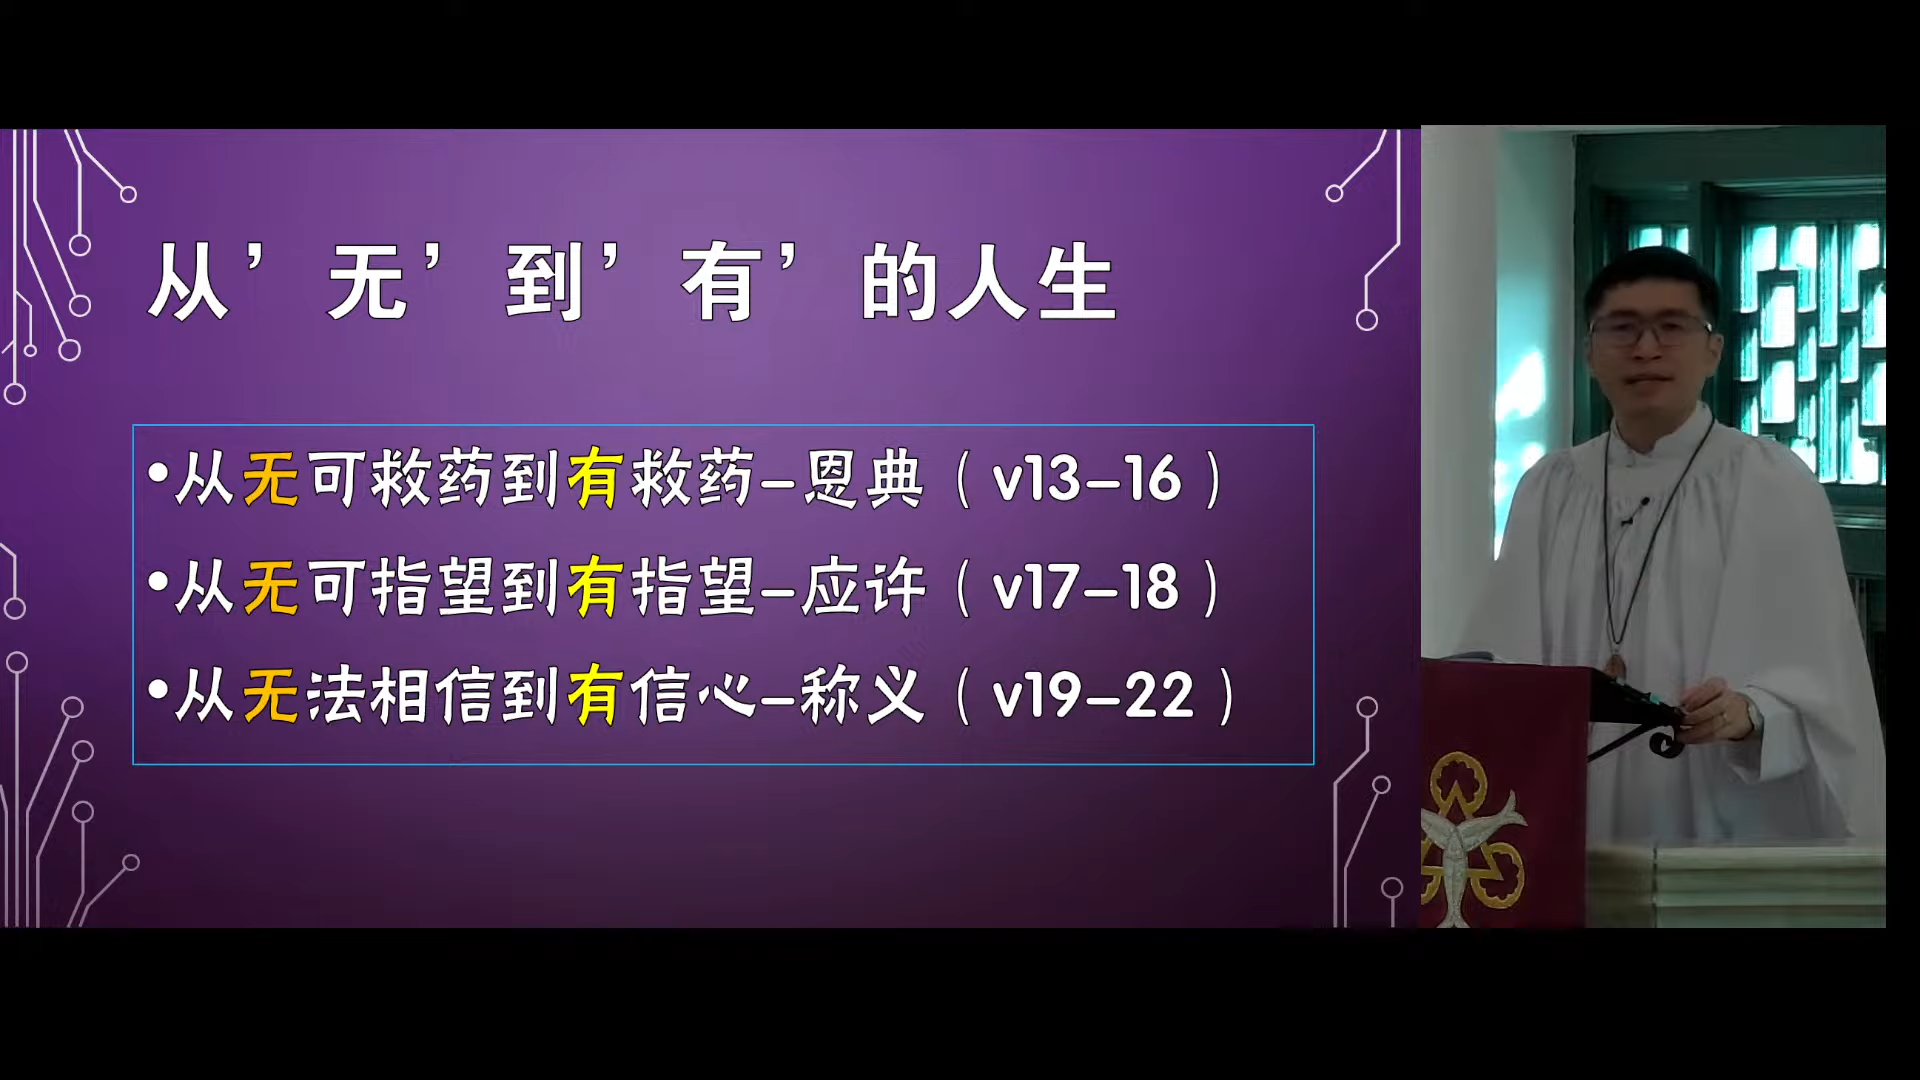 从’无’到’有’的人生
•从无可救药到有救药–恩典（v13–16）
•从无可指望到有指望–应许（v17–18）
•从无法相信到有信心–称义（v19–22）